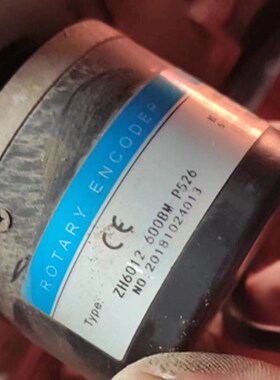 ROTARY ENCODER
CE
Type: ZH6012-600BM P526
NO:20181024013